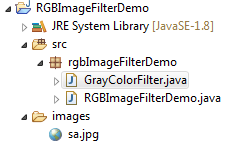 RGBImageFilterDemo
JRE System Library [JavaSE-1.8]
src
rgbImageFilterDemo
GrayColorFilter.java
RGBImageFilterDemo.java
images
sa.jpg